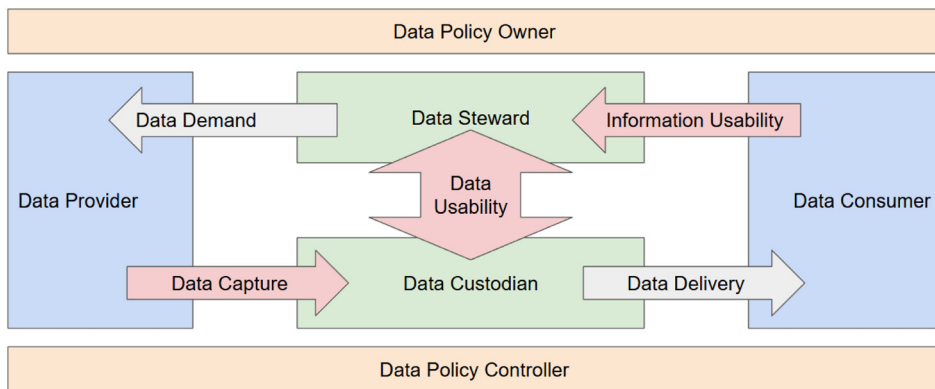 Data Policy Owner
Data Demand
Data Steward
Information Usability
Data Provider
Data
Usability
Data Consumer
Data Capture
Data Custodian
Data Delivery
Data Policy Controller